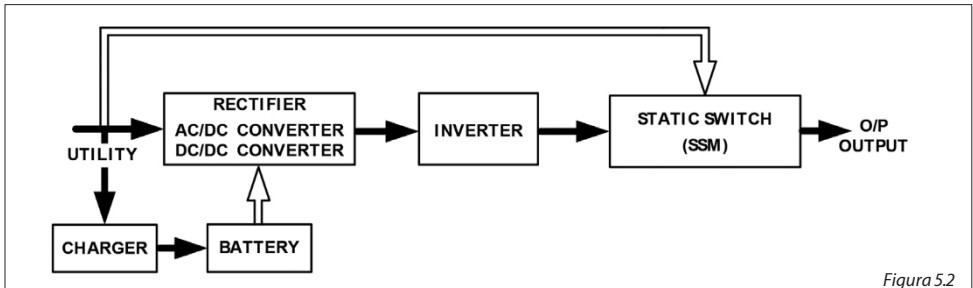 RECTIFIER
AC/DC CONVERTER
DC/DC CONVERTER
INVERTER
STATIC SWITCH
(SSM)
O/P
OUTPUT
UTILITY
CHARGER
BATTERY
Figura 5.2